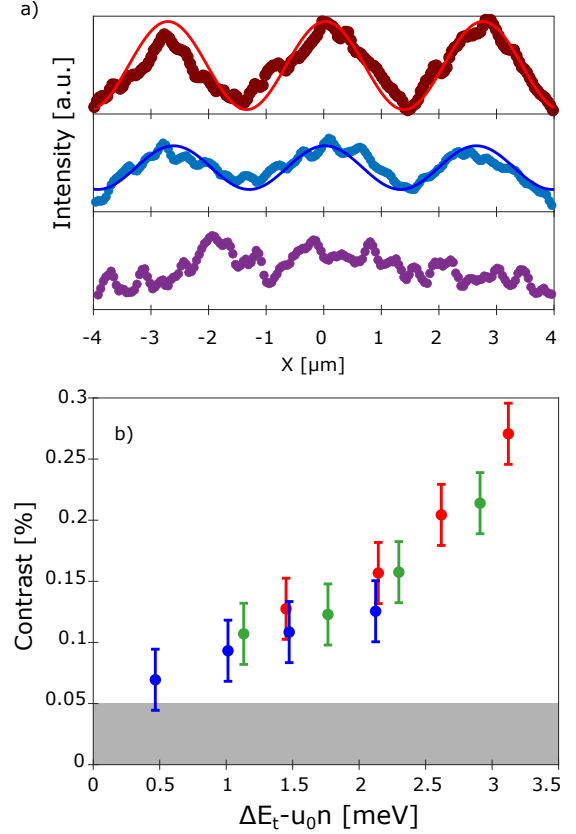 a)
Intensity [a.u.]
-4 -3 -2 -1 0 1 2 3 4
X [µm]
b)
0.3
0.25
0.2
0.15
0.1
0.05
0
Contrast [%]
0 0.5 1 1.5 2 2.5 3 3.5
ΔEt-u0n [meV]